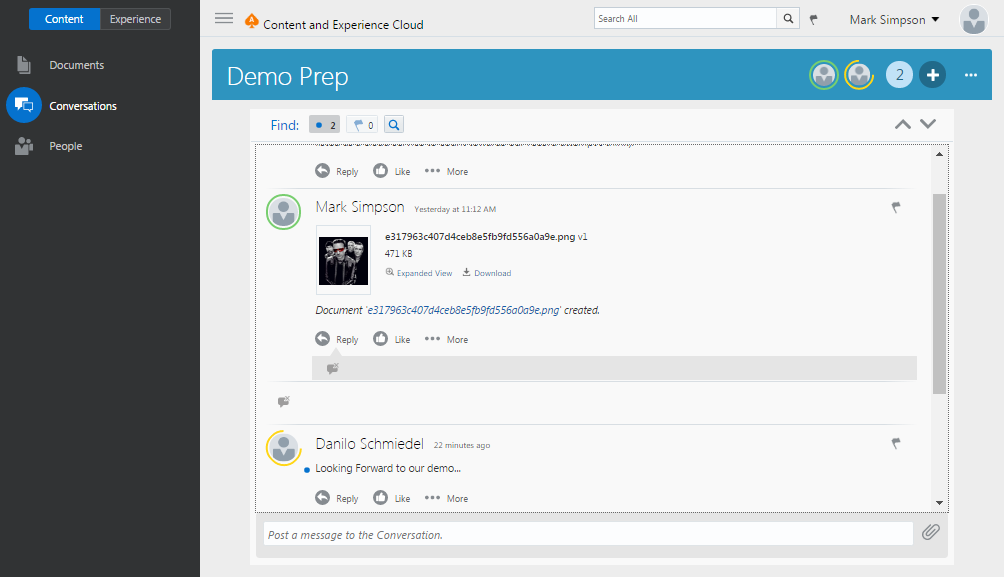 Content Experience
Documents
Conversations
People
Content and Experience Cloud
Search All
Mark Simpson
Demo Prep
2
Find: 2 0
Reply Like More
Mark Simpson Yesterday at 11:12 AM
e317963c407d4ceb8e5fb9fd556a0a9e.png v1
471 KB
Expanded View Download
Document 'e317963c407d4ceb8e5fb9fd556a0a9e.png' created.
Reply Like More
Danilo Schmiedel 22 minutes ago
Looking Forward to our demo...
Reply Like More
Post a message to the Conversation.